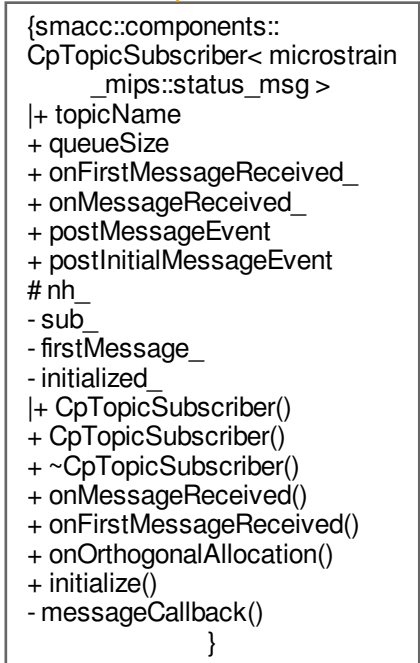 {smacc::components::
CpTopicSubscriber< microstrain
_mips::status_msg >
|+ topicName
+ queueSize
+ onFirstMessageReceived_
+ onMessageReceived_
+ postMessageEvent
+ postInitialMessageEvent
# nh_
- sub_
- firstMessage_
- initialized_
|+ CpTopicSubscriber()
+ CpTopicSubscriber()
+ ~CpTopicSubscriber()
+ onMessageReceived()
+ onFirstMessageReceived()
+ onOrthogonalAllocation()
+ initialize()
- messageCallback()
}